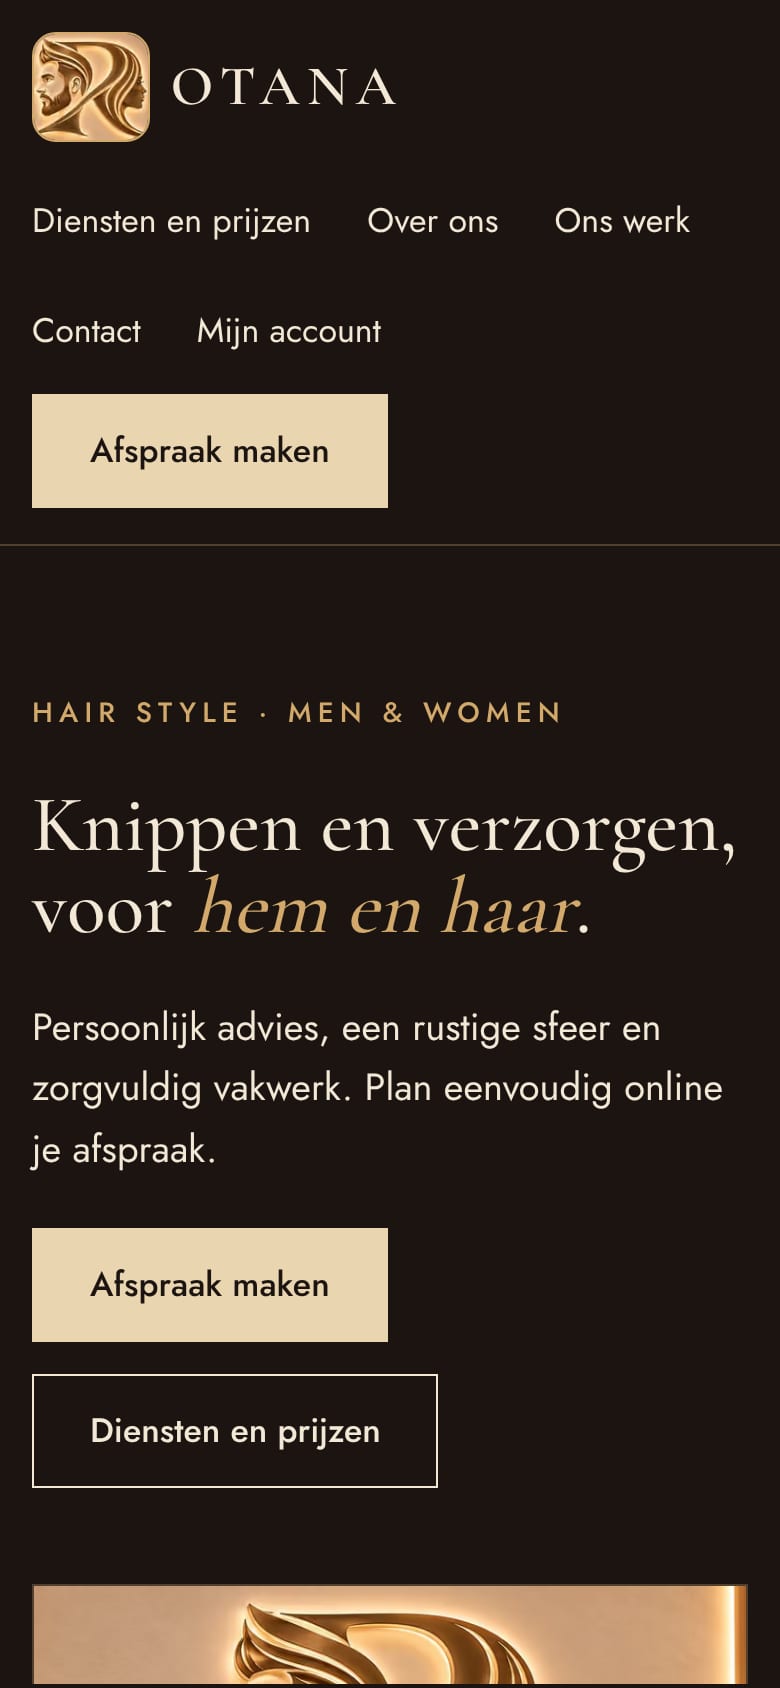 OTANA
Diensten en prijzen Over ons Ons werk
Contact Mijn account
Afspraak maken
HAIR STYLE · MEN & WOMEN
Knippen en verzorgen,
voor hem en haar.
Persoonlijk advies, een rustige sfeer en
zorgvuldig vakwerk. Plan eenvoudig online
je afspraak.
Afspraak maken
Diensten en prijzen